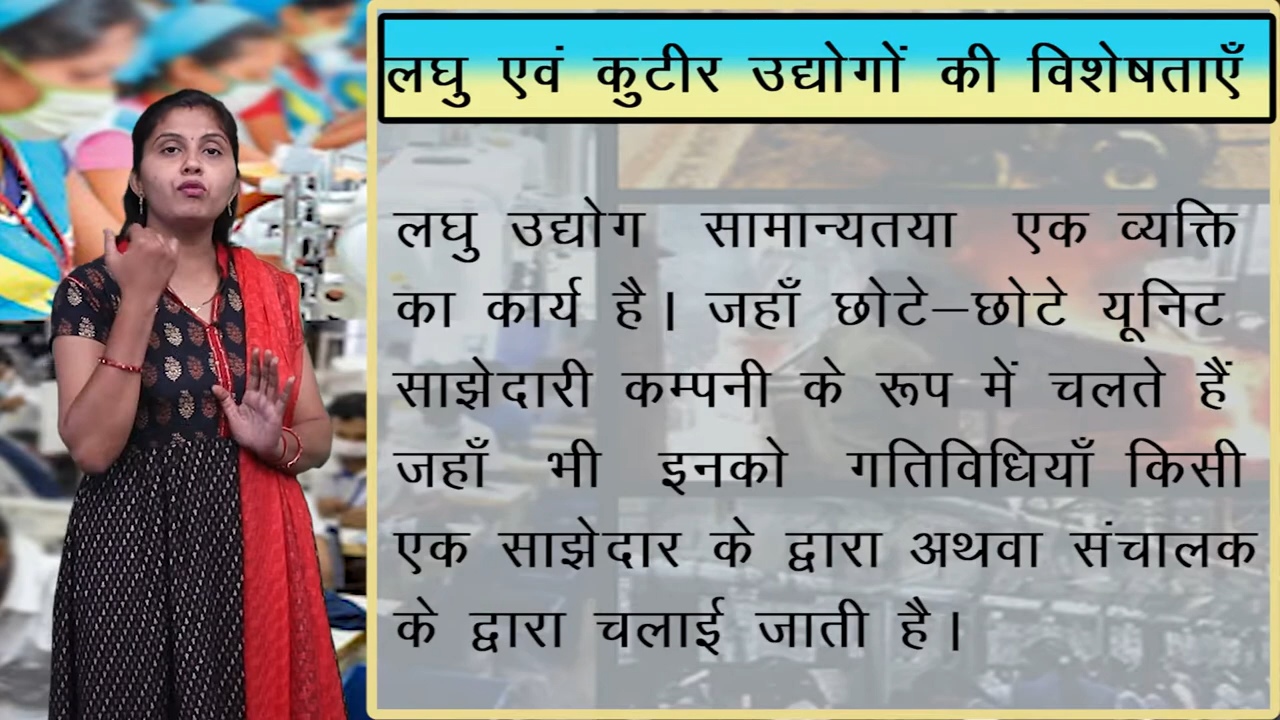 लघु एवं कुटीर उद्योगों की विशेषताएँ
लघु उद्योग सामान्यतया एक व्यक्ति
का कार्य है। जहाँ छोटे–छोटे यूनिट
साझेदारी कम्पनी के रूप में चलते हैं
जहाँ भी इनको गतिविधियाँ किसी
एक साझेदार के द्वारा अथवा संचालक
के द्वारा चलाई जाती है।